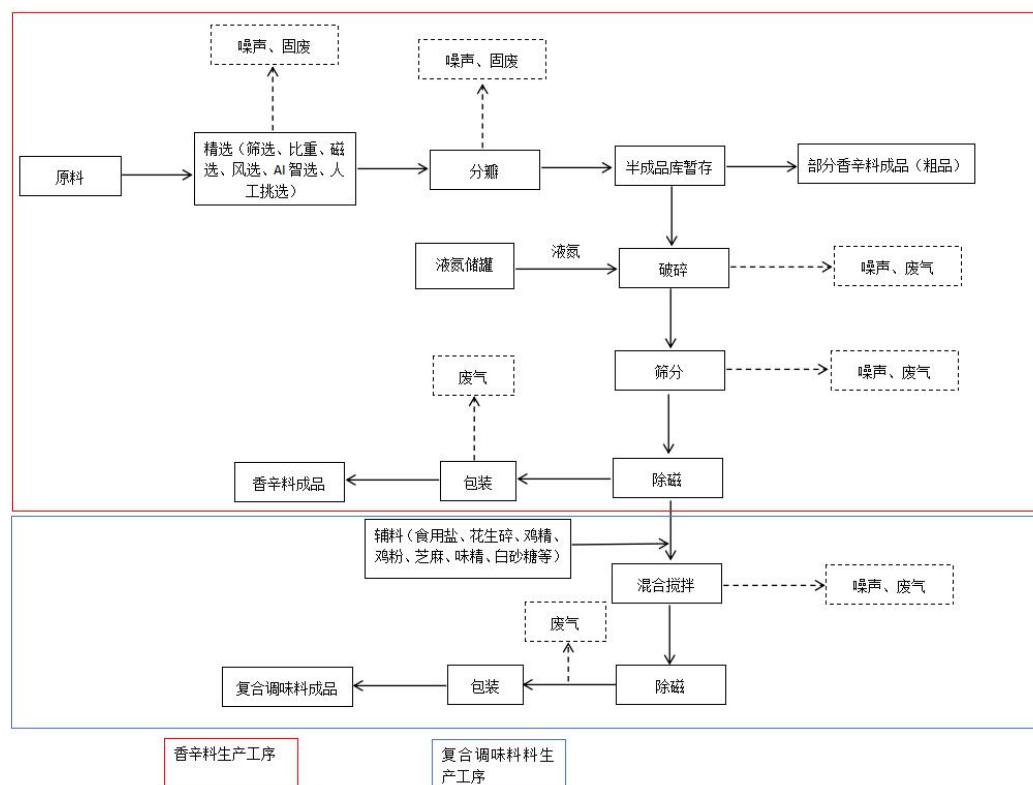 噪声、固废
噪声、固废
原料
精选（筛选、比重、磁
选、风选、AI 智选、人
工挑选）
分瓣
半成品库暂存
部分香辛料成品（粗品）
液氮储罐
液氮
破碎
噪声、废气
筛分
噪声、废气
废气
香辛料成品
包装
除磁
辅料（食用盐、花生碎、鸡精、
鸡粉、芝麻、味精、白砂糖等）
混合搅拌
噪声、废气
废气
复合调味料成品
包装
除磁
香辛料生产工序
复合调味料料生
产工序